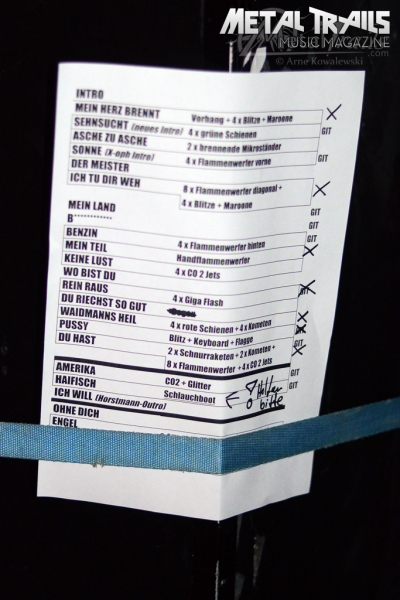 METAL TRAILS
MUSIC MAGAZINE
© Arne Kowalewski
INTRO
MEIN HERZ BRENNT Vorhang + 4 x Blitze + Maroone X
SEHNSUCHT (neues Intro) 4 x grüne Schienen GIT
ASCHE ZU ASCHE 2 x brennende Mikroständer
SONNE (X-oph Intro) 4 x Flammenwerfer vorne GIT
DER MEISTER
ICH TU DIR WEH 8 x Flammenwerfer diagonal + X
4 x Blitze + Maroone
MEIN LAND GIT
B************ GIT
BENZIN GIT
MEIN TEIL 4 x Flammenwerfer hinten X
KEINE LUST Handflammenwerfer
WO BIST DU 4 x CO 2 Jets
REIN RAUS X
DU RIECHST SO GUT 4 x Giga Flash
WAIDMANNS HEIL 4 x rote Schienen + 4 x Kometen X
PUSSY Blitz + Keyboard + Flagge GIT
DU HAST 2 x Schnurraketen + 2 x Kometen + X
8 x Flammenwerfer + 4 x CO 2 Jets GIT
AMERIKA CO2 + Glitter GIT
HAIFISCH Schlauchboot ← bitte
ICH WILL (Horstmann-Outro)
OHNE DICH
ENGEL